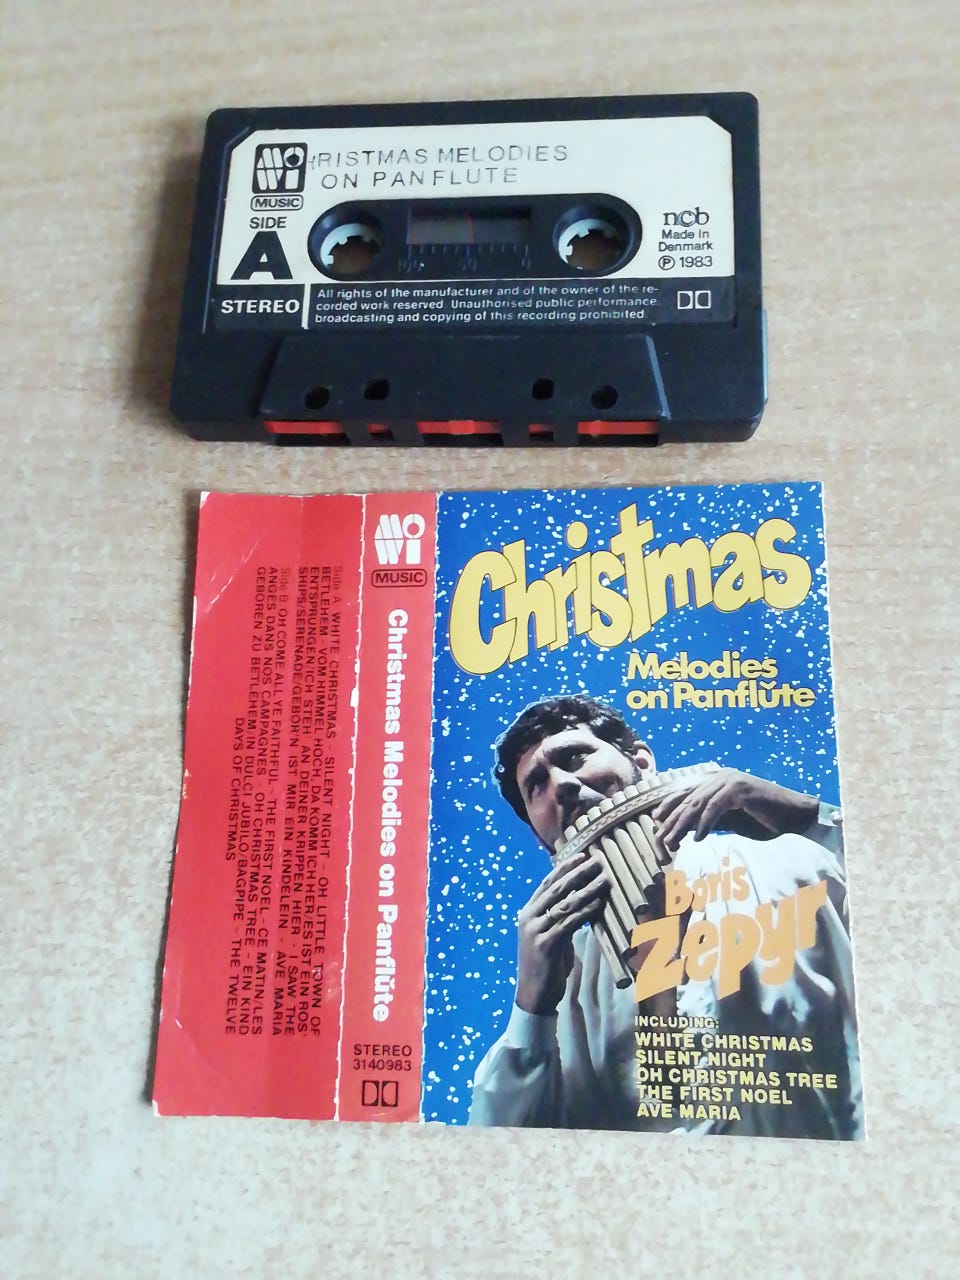 MOWI
MUSIC
CHRISTMAS MELODIES
ON PANFLUTE
SIDE
A
STEREO
ncb
Made in
Denmark
℗ 1983
100 50 0
All rights of the manufacturer and of the owner of the re-
corded work reserved. Unauthorised public performance.
broadcasting and copying of this recording prohibited.
Side A: WHITE CHRISTMAS - SILENT NIGHT - OH LITTLE TOWN OF
BETLEHEM - VOM HIMMEL HOCH, DA KOMM ICH HER/ES IST EIN ROS'
ENTSPRUNGEN/ICH STEH' AN DEINER KRIPPEN HIER - I SAW THE
SHIPS/SERENADE/GEBOR'N IST MIR EIN KINDELEIN - AVE MARIA
Side B: OH COME ALL YE FAITHFUL - THE FIRST NOEL - CE MATIN/LES
ANGES DANS NOS CAMPAGNES - OH CHRISTMAS TREE - EIN KIND
GEBOREN ZU BETLEHEM/IN DULCI JUBILO/BAGPIPE - THE TWELVE
DAYS OF CHRISTMAS
MOWI
MUSIC
Christmas Melodies on Panflŭte
STEREO
3140983
Christmas
Melodies
on Panflŭte
Boris
Zepyr
INCLUDING:
WHITE CHRISTMAS
SILENT NIGHT
OH CHRISTMAS TREE
THE FIRST NOEL
AVE MARIA